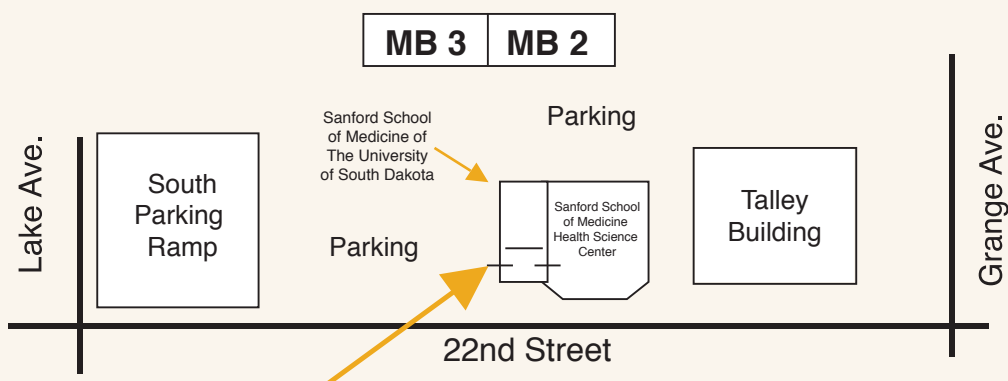 MB 3 MB 2
Sanford School
of Medicine of
The University
of South Dakota
Parking
Lake Ave.
South
Parking
Ramp
Parking
Sanford School
of Medicine
Health Science
Center
Talley
Building
Grange Ave.
22nd Street